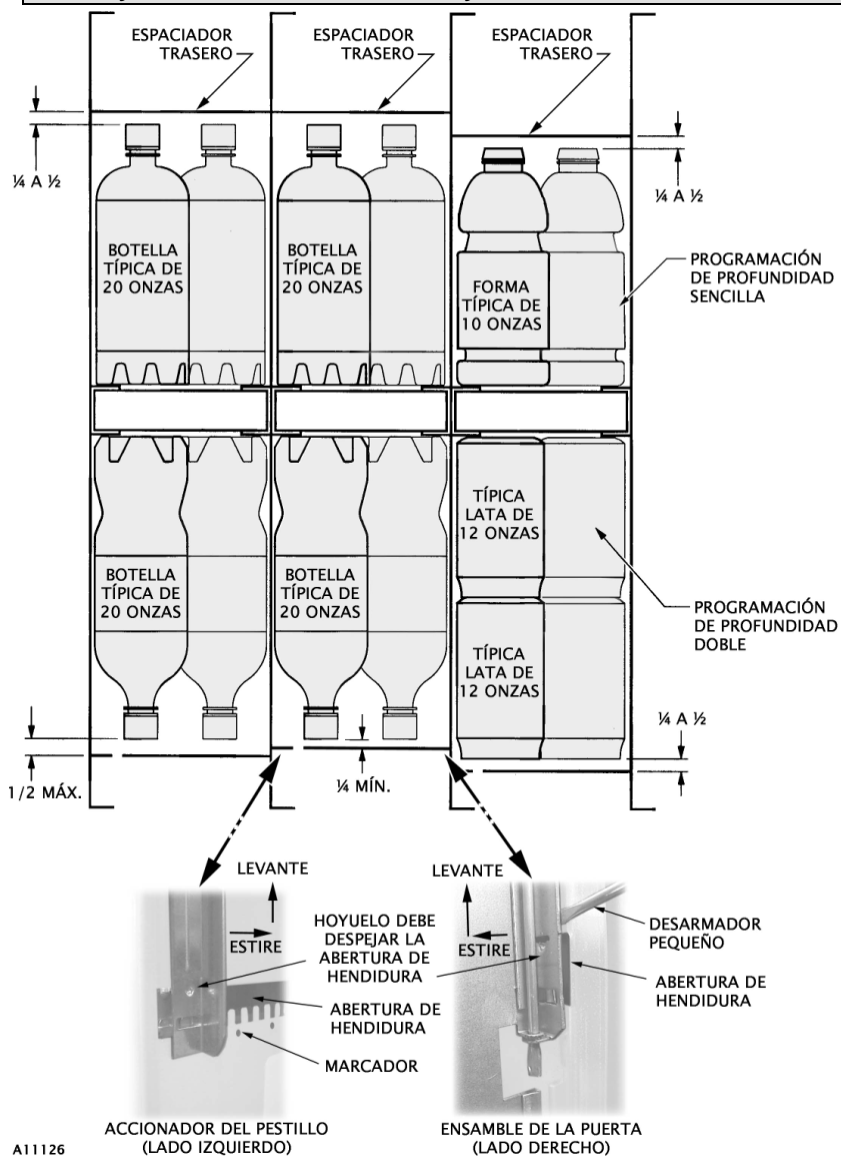 ESPACIADOR
TRASERO
ESPACIADOR
TRASERO
ESPACIADOR
TRASERO
¼ A ½
¼ A ½
BOTELLA
TÍPICA DE
20 ONZAS
BOTELLA
TÍPICA DE
20 ONZAS
FORMA
TÍPICA DE
10 ONZAS
PROGRAMACIÓN
DE PROFUNDIDAD
SENCILLA
BOTELLA
TÍPICA DE
20 ONZAS
BOTELLA
TÍPICA DE
20 ONZAS
TÍPICA
LATA DE
12 ONZAS
TÍPICA
LATA DE
12 ONZAS
PROGRAMACIÓN
DE PROFUNDIDAD
DOBLE
1/2 MÁX.
¼ MÍN.
¼ A ½
LEVANTE
ESTIRE
HOYUELO DEBE
DESPEJAR LA
ABERTURA DE
HENDIDURA
ABERTURA DE
HENDIDURA
MARCADOR
LEVANTE
ESTIRE
DESARMADOR
PEQUEÑO
ABERTURA DE
HENDIDURA
ACCIONADOR DEL PESTILLO
(LADO IZQUIERDO)
ENSAMBLE DE LA PUERTA
(LADO DERECHO)
A11126